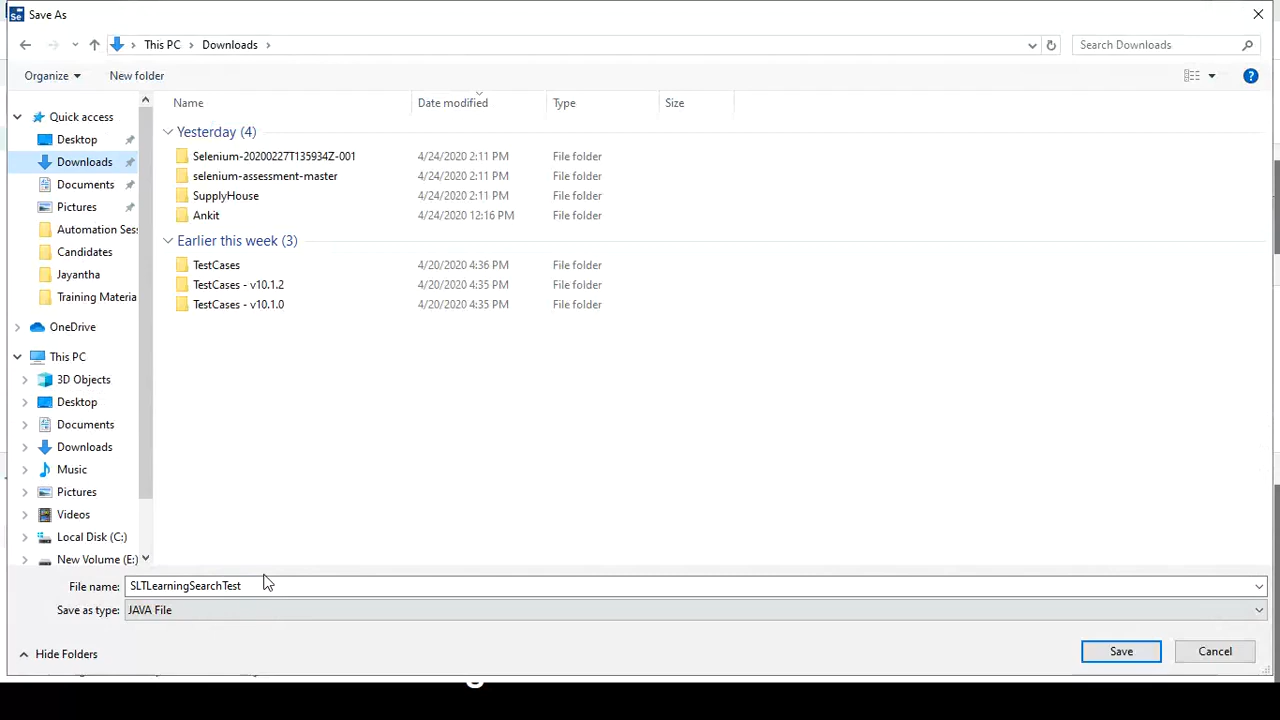 Se Save As
This PC Downloads
Search Downloads
Organize New folder
?
Name Date modified Type Size
Quick access
Desktop
Downloads
Documents
Pictures
Automation Ses
Candidates
Jayantha
Training Materia
OneDrive
This PC
3D Objects
Desktop
Documents
Downloads
Music
Pictures
Videos
Local Disk (C:)
New Volume (E:)
Yesterday (4)
Selenium-20200227T135934Z-001 4/24/2020 2:11 PM File folder
selenium-assessment-master 4/24/2020 2:11 PM File folder
SupplyHouse 4/24/2020 2:11 PM File folder
Ankit 4/24/2020 12:16 PM File folder
Earlier this week (3)
TestCases 4/20/2020 4:36 PM File folder
TestCases - v10.1.2 4/20/2020 4:35 PM File folder
TestCases - v10.1.0 4/20/2020 4:35 PM File folder
File name: SLTLearningSearchTest
Save as type: JAVA File
Hide Folders Save Cancel